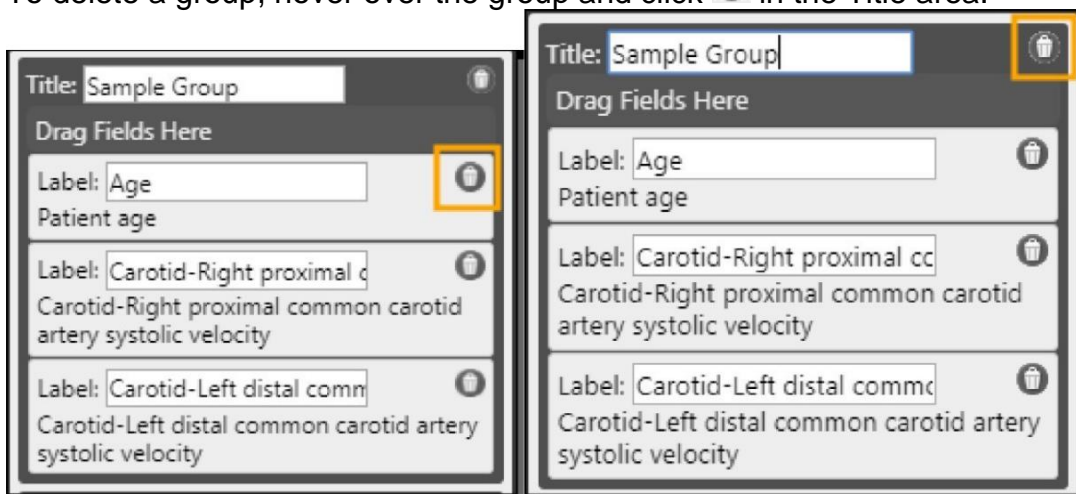 To delete a group, hover over the group and click in the Title area.
Title: Sample Group
Drag Fields Here
Label: Age
Patient age
Label: Carotid-Right proximal c
Carotid-Right proximal common carotid
artery systolic velocity
Label: Carotid-Left distal comm
Carotid-Left distal common carotid artery
systolic velocity
Title: Sample Group
Drag Fields Here
Label: Age
Patient age
Label: Carotid-Right proximal cc
Carotid-Right proximal common carotid
artery systolic velocity
Label: Carotid-Left distal commc
Carotid-Left distal common carotid artery
systolic velocity